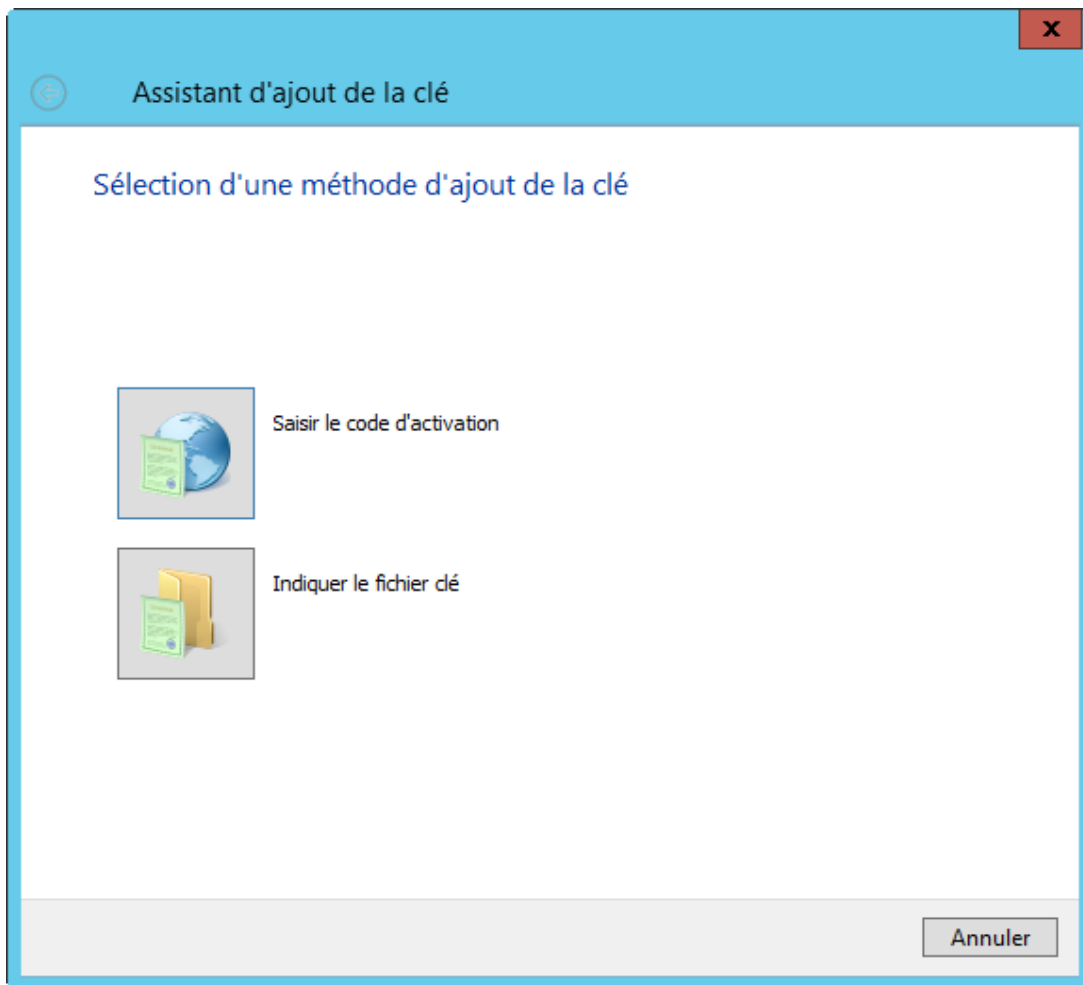 x
Assistant d'ajout de la clé
Sélection d'une méthode d'ajout de la clé
Saisir le code d'activation
Indiquer le fichier clé
Annuler